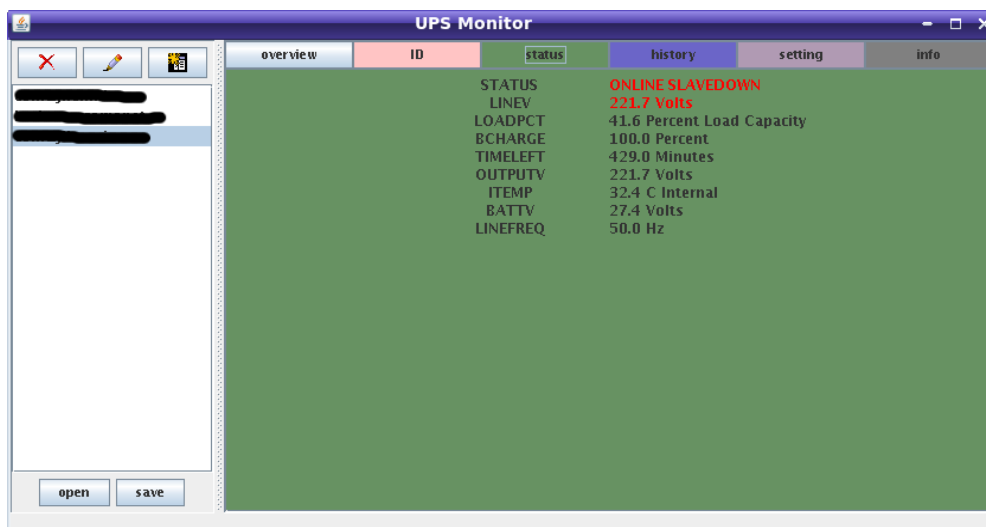 UPS Monitor
overview ID status history setting info
STATUS ONLINE SLAVEDOWN
LINEV 221.7 Volts
LOADPCT 41.6 Percent Load Capacity
BCHARGE 100.0 Percent
TIMELEFT 429.0 Minutes
OUTPUTV 221.7 Volts
ITEMP 32.4 C Internal
BATTV 27.4 Volts
LINEFREQ 50.0 Hz
open save